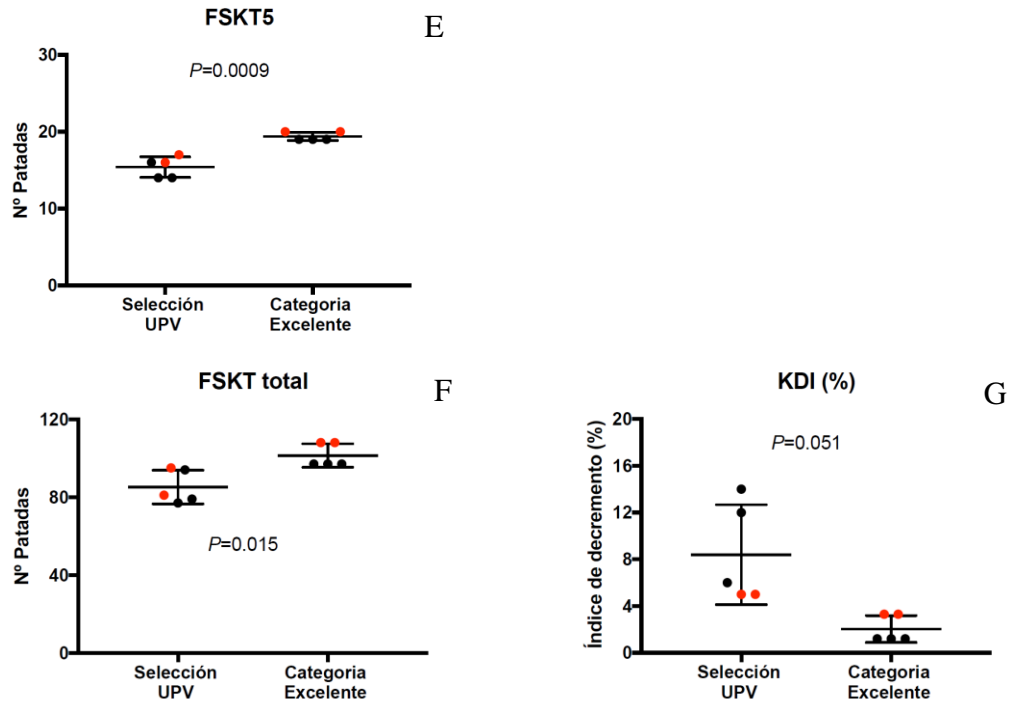 FSKT5
E
30
20
10
0
Nº Patadas
P=0.0009
Selección
UPV
Categoria
Excelente
FSKT total
F
120
80
40
0
Nº Patadas
P=0.015
Selección
UPV
Categoria
Excelente
KDI (%)
G
20
16
12
8
4
0
Índice de decremento (%)
P=0.051
Selección
UPV
Categoria
Excelente